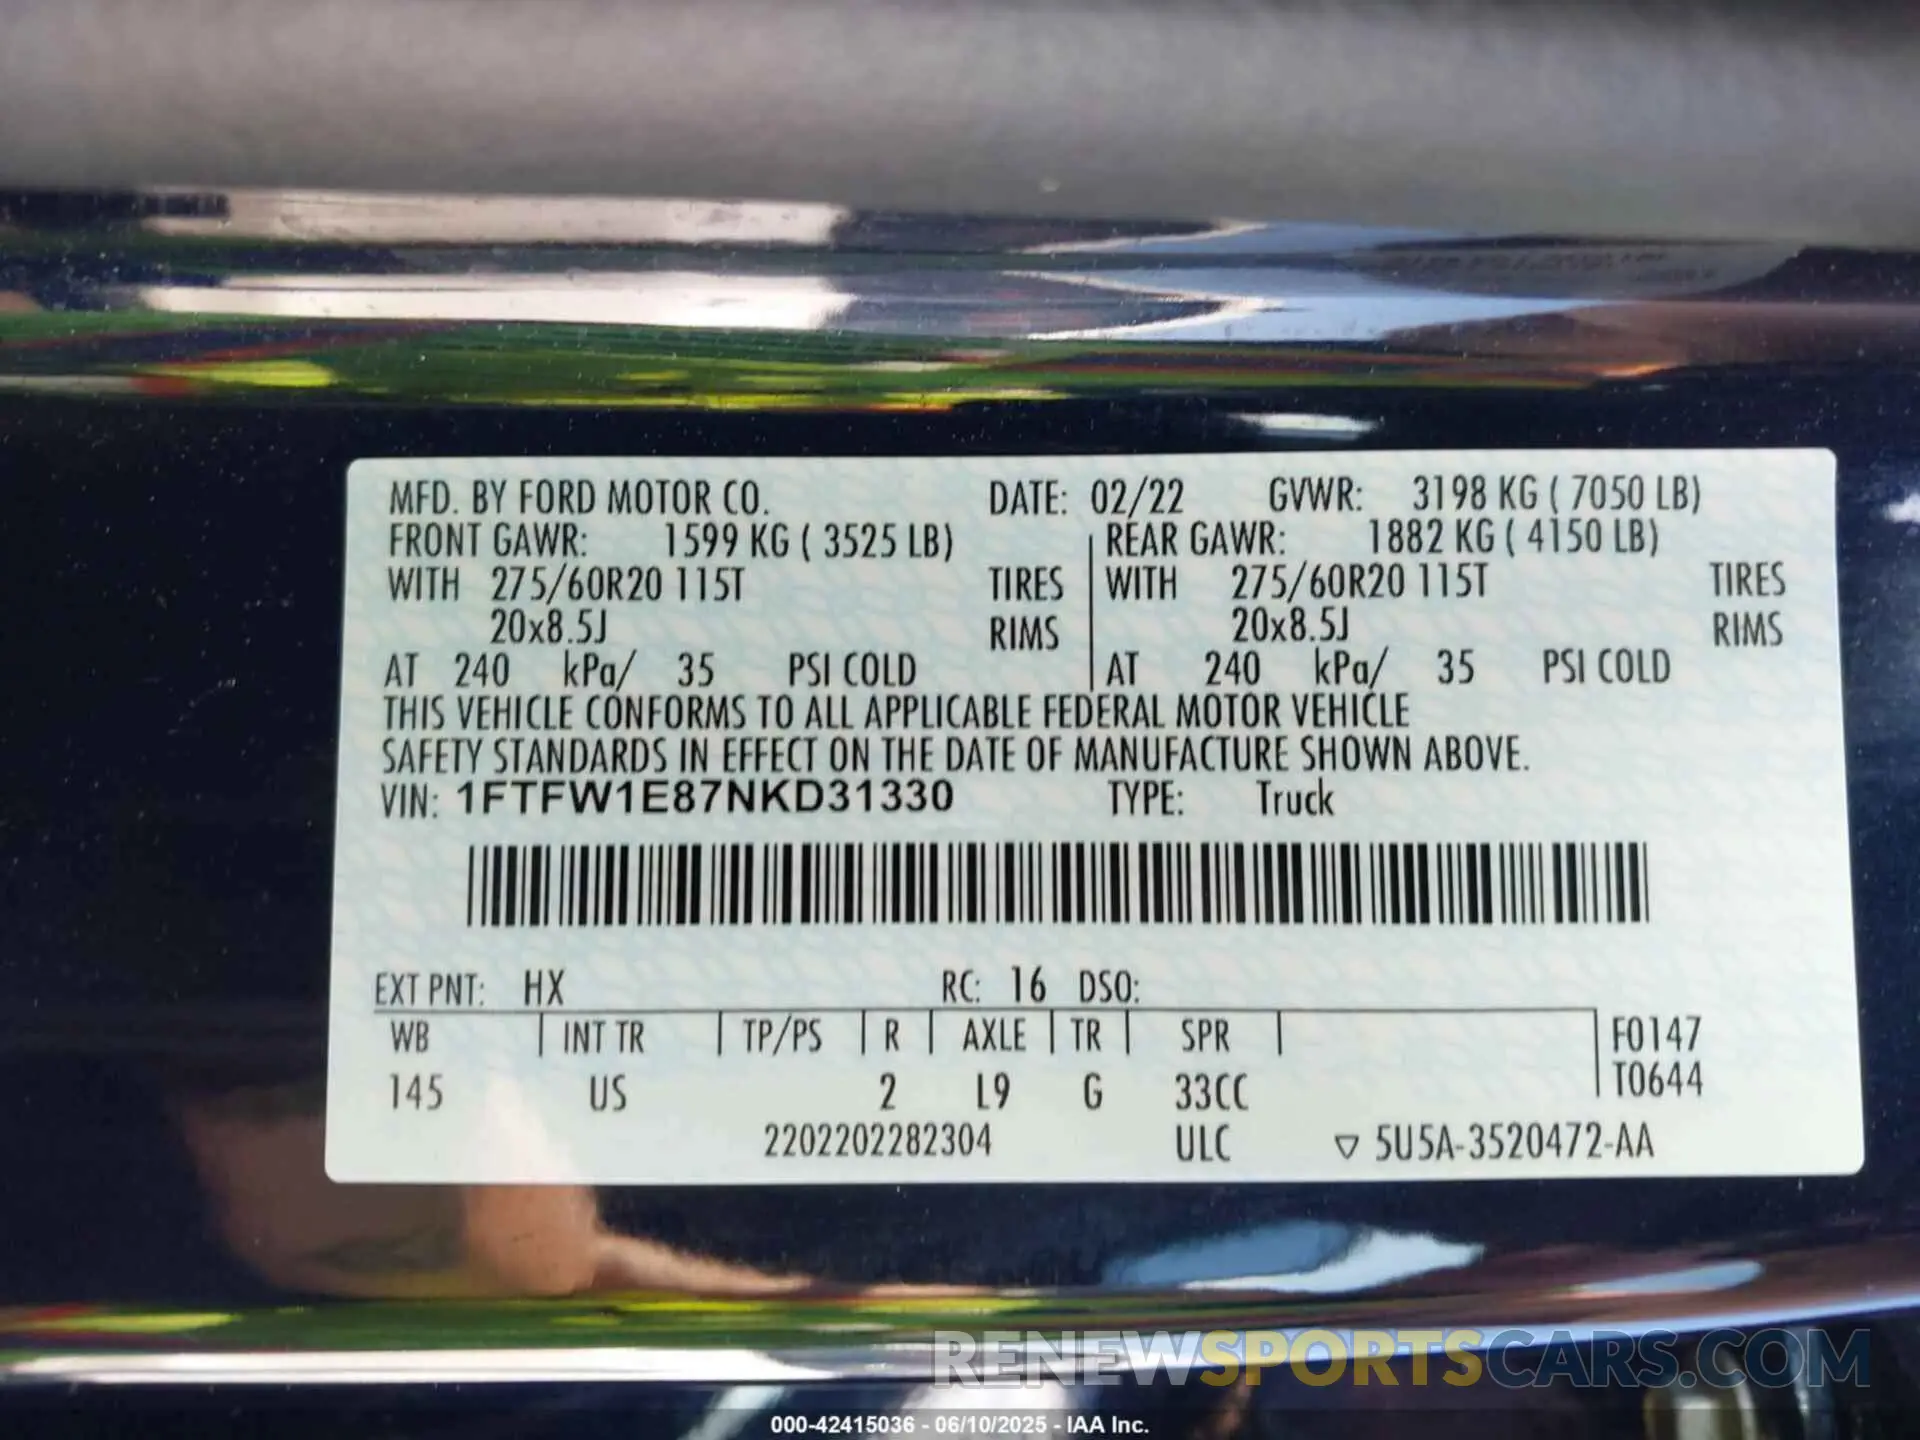 MFD. BY FORD MOTOR CO. DATE: 02/22 GVWR: 3198 KG ( 7050 LB)
FRONT GAWR: 1599 KG ( 3525 LB) REAR GAWR: 1882 KG ( 4150 LB)
WITH 275/60R20 115T TIRES WITH 275/60R20 115T TIRES
20x8.5J RIMS 20x8.5J RIMS
AT 240 kPa/ 35 PSI COLD AT 240 kPa/ 35 PSI COLD
THIS VEHICLE CONFORMS TO ALL APPLICABLE FEDERAL MOTOR VEHICLE
SAFETY STANDARDS IN EFFECT ON THE DATE OF MANUFACTURE SHOWN ABOVE.
VIN: 1FTFW1E87NKD31330 TYPE: Truck
EXT PNT: HX RC: 16 DSO:
WB INT TR TP/PS R AXLE TR SPR F0147
145 US 2 L9 G 33CC T0644
2202202282304 ULC ▽ 5U5A-3520472-AA
RENEWSPORTSCARS.COM
000-42415036 - 06/10/2025 - IAA Inc.